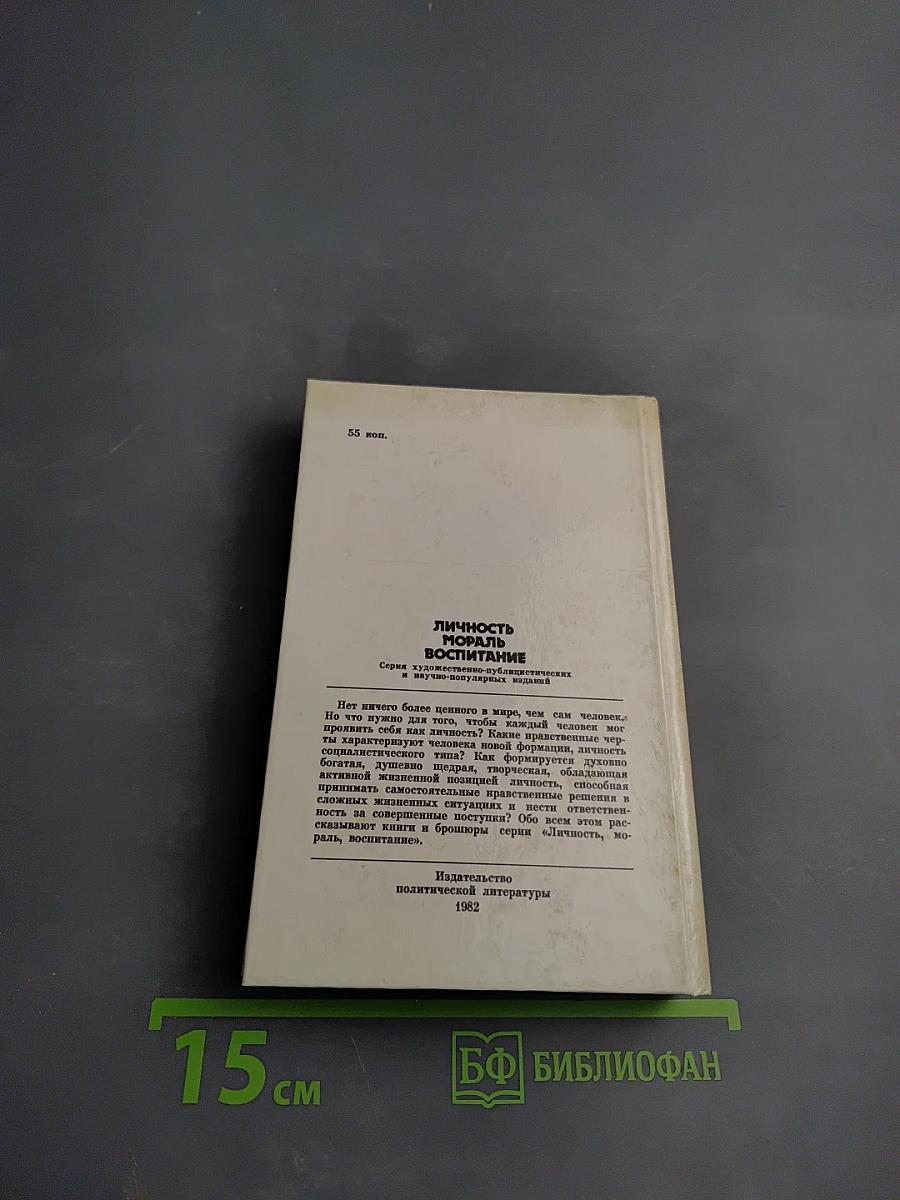 55 коп.
ЛИЧНОСТЬ
МОРАЛЬ
ВОСПИТАНИЕ
Серия художественно-публицистических
и научно-популярных изданий
Нет ничего более ценного в мире, чем сам человек.
Но что нужно для того, чтобы каждый человек мог
проявить себя как личность? Какие нравственные чер-
ты характеризуют человека новой формации, личность
социалистического типа? Как формируется духовно
богатая, душевно щедрая, творческая, обладающая
активной жизненной позицией личность, способная
принимать самостоятельные нравственные решения в
сложных жизненных ситуациях и нести ответствен-
ность за совершенные поступки? Обо всем этом рас-
сказывают книги и брошюры серии «Личность, мо-
раль, воспитание».
Издательство
политической литературы
1982
15 см
БФ БИБЛИОФАН